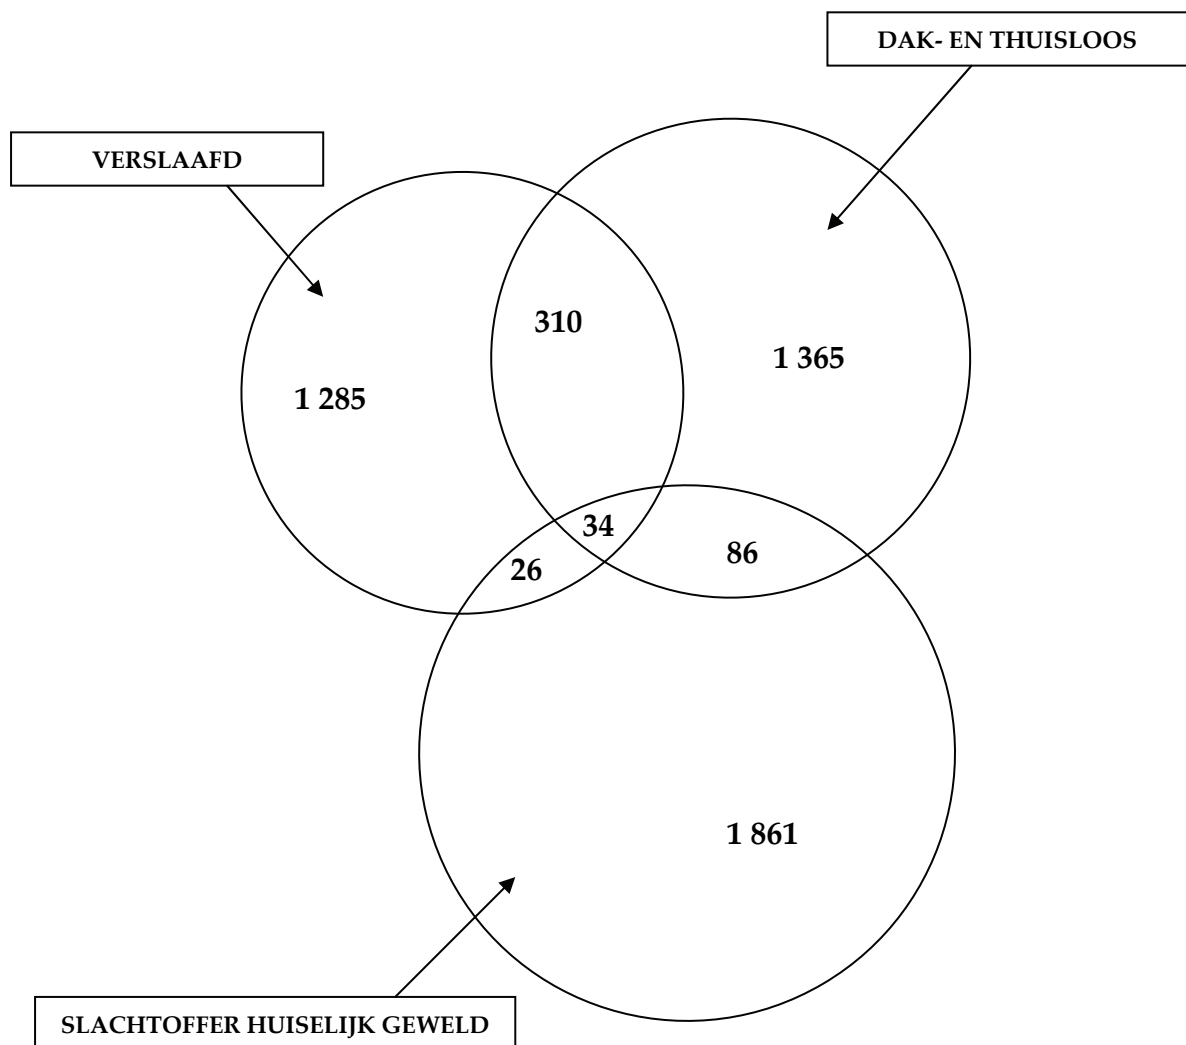 DAK- EN THUISLOOS
VERSLAAFD
310
1 365
1 285
34
86
26
1 861
SLACHTOFFER HUISELIJK GEWELD